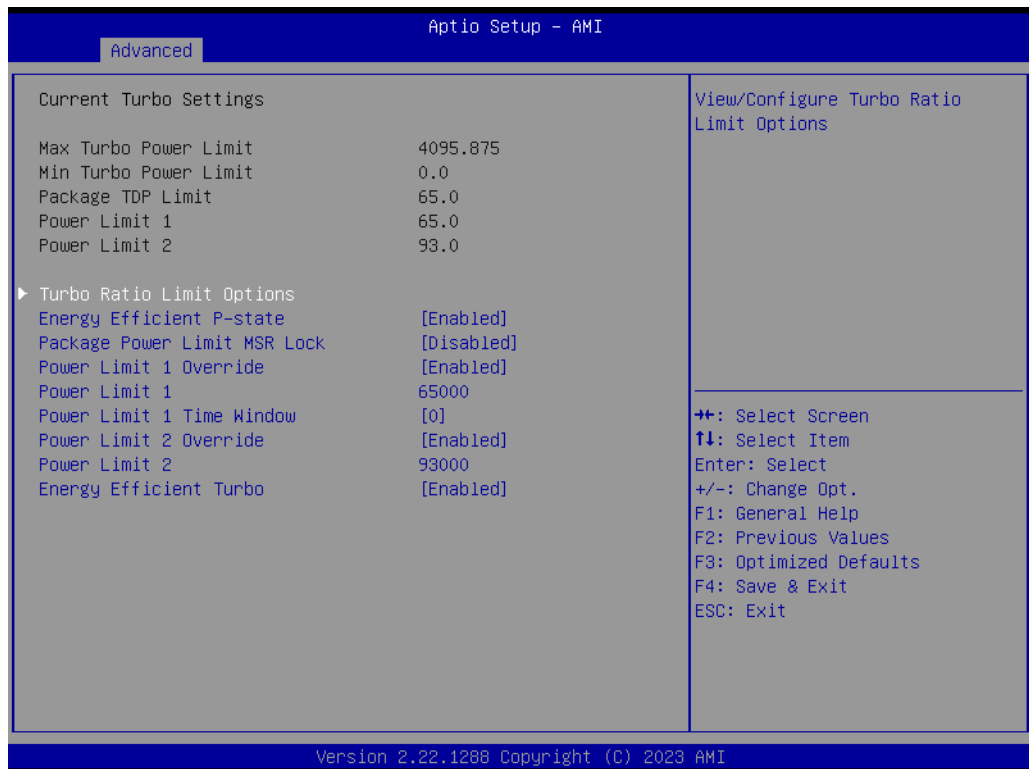 Aptio Setup – AMI
Advanced
Current Turbo Settings
Max Turbo Power Limit 4095.875
Min Turbo Power Limit 0.0
Package TDP Limit 65.0
Power Limit 1 65.0
Power Limit 2 93.0
Turbo Ratio Limit Options
Energy Efficient P-state [Enabled]
Package Power Limit MSR Lock [Disabled]
Power Limit 1 Override [Enabled]
Power Limit 1 65000
Power Limit 1 Time Window [0]
Power Limit 2 Override [Enabled]
Power Limit 2 93000
Energy Efficient Turbo [Enabled]
View/Configure Turbo Ratio
Limit Options
→←: Select Screen
↑↓: Select Item
Enter: Select
+/-: Change Opt.
F1: General Help
F2: Previous Values
F3: Optimized Defaults
F4: Save & Exit
ESC: Exit
Version 2.22.1288 Copyright (C) 2023 AMI